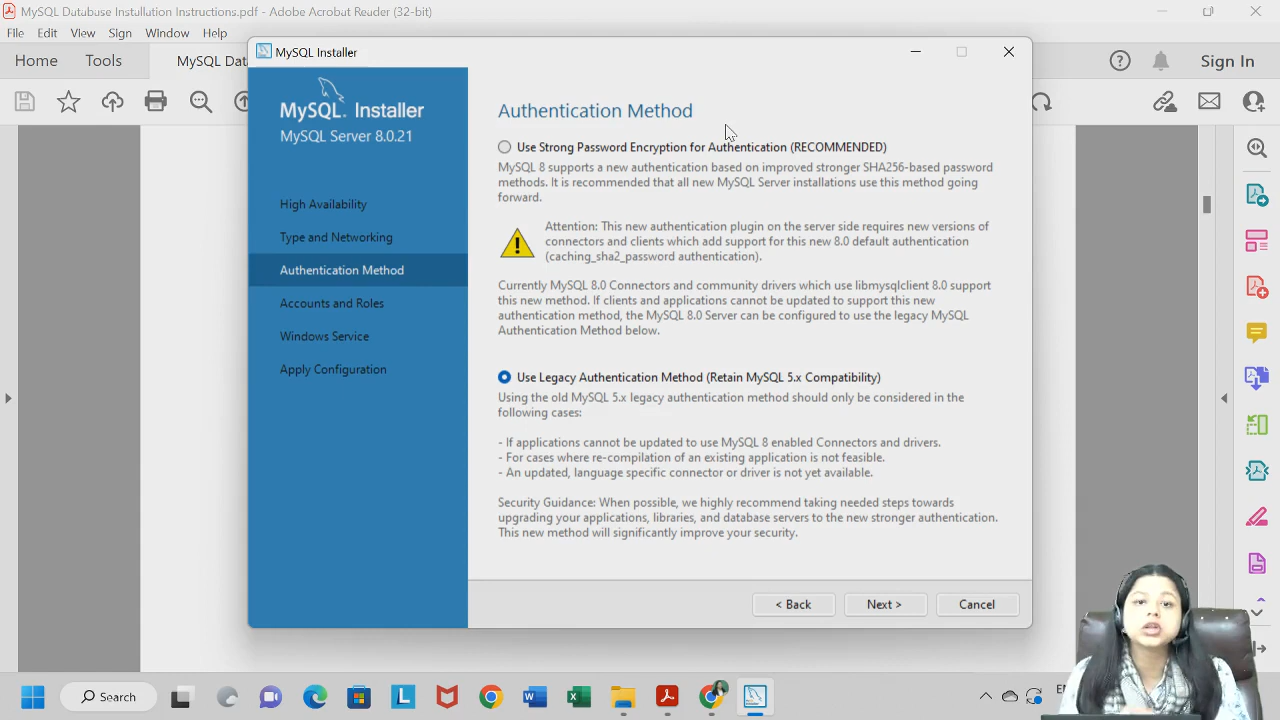 MySQL Database Installation Instructions.pdf - Adobe Acrobat Reader (32-bit)
File Edit View Sign Window Help
Home Tools MySQL Dat Sign In
MySQL Installer
MySQL. Installer
MySQL Server 8.0.21
High Availability
Type and Networking
Authentication Method
Accounts and Roles
Windows Service
Apply Configuration
Authentication Method
Use Strong Password Encryption for Authentication (RECOMMENDED)
MySQL 8 supports a new authentication based on improved stronger SHA256-based password
methods. It is recommended that all new MySQL Server installations use this method going
forward.
Attention: This new authentication plugin on the server side requires new versions of
connectors and clients which add support for this new 8.0 default authentication
(caching_sha2_password authentication).
Currently MySQL 8.0 Connectors and community drivers which use libmysqlclient 8.0 support
this new method. If clients and applications cannot be updated to support this new
authentication method, the MySQL 8.0 Server can be configured to use the legacy MySQL
Authentication Method below.
Use Legacy Authentication Method (Retain MySQL 5.x Compatibility)
Using the old MySQL 5.x legacy authentication method should only be considered in the
following cases:
- If applications cannot be updated to use MySQL 8 enabled Connectors and drivers.
- For cases where re-compilation of an existing application is not feasible.
- An updated, language specific connector or driver is not yet available.
Security Guidance: When possible, we highly recommend taking needed steps towards
upgrading your applications, libraries, and database servers to the new stronger authentication.
This new method will significantly improve your security.
< Back Next > Cancel
Search